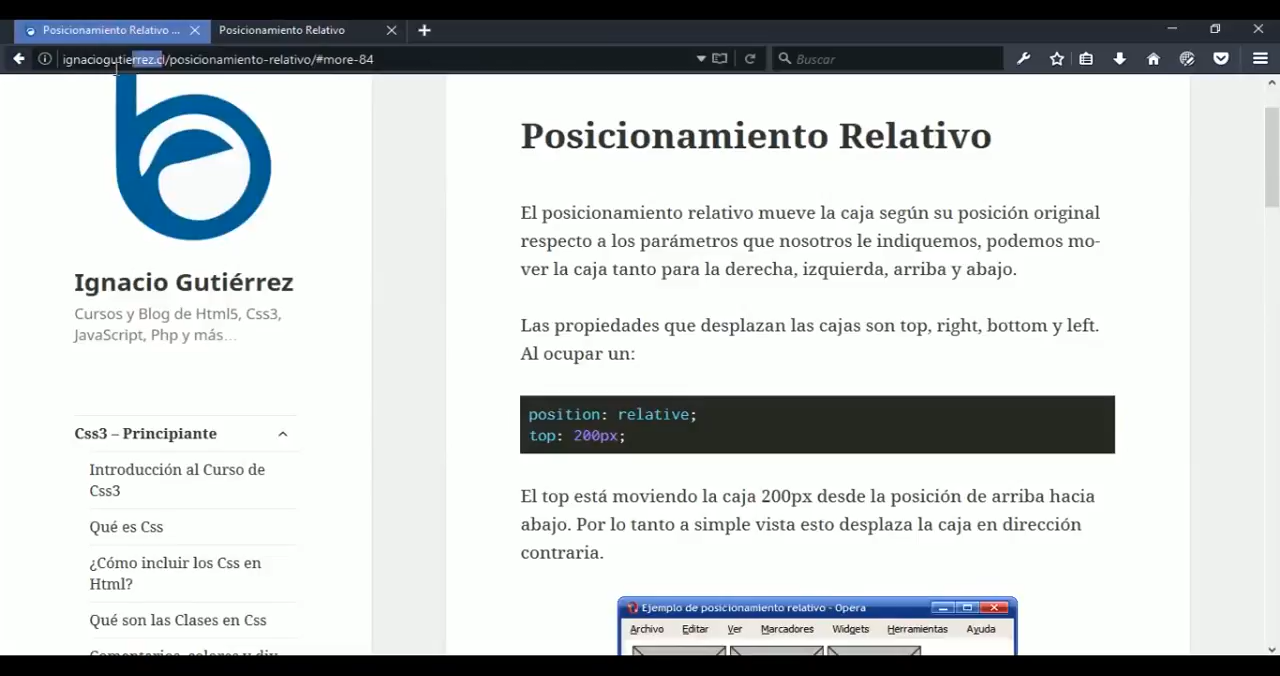 Posicionamiento Relativo ...
Posicionamiento Relativo
ignaciogutierrez.cl/posicionamiento-relativo/#more-84
Buscar
Ignacio Gutiérrez
Cursos y Blog de Html5, Css3,
JavaScript, Php y más...
Css3 – Principiante
Introducción al Curso de
Css3
Qué es Css
¿Cómo incluir los Css en
Html?
Qué son las Clases en Css
Posicionamiento Relativo
El posicionamiento relativo mueve la caja según su posición original
respecto a los parámetros que nosotros le indiquemos, podemos mo-
ver la caja tanto para la derecha, izquierda, arriba y abajo.
Las propiedades que desplazan las cajas son top, right, bottom y left.
Al ocupar un:
position: relative;
top: 200px;
El top está moviendo la caja 200px desde la posición de arriba hacia
abajo. Por lo tanto a simple vista esto desplaza la caja en dirección
contraria.
Ejemplo de posicionamiento relativo - Opera
Archivo Editar Ver Marcadores Widgets Herramientas Ayuda